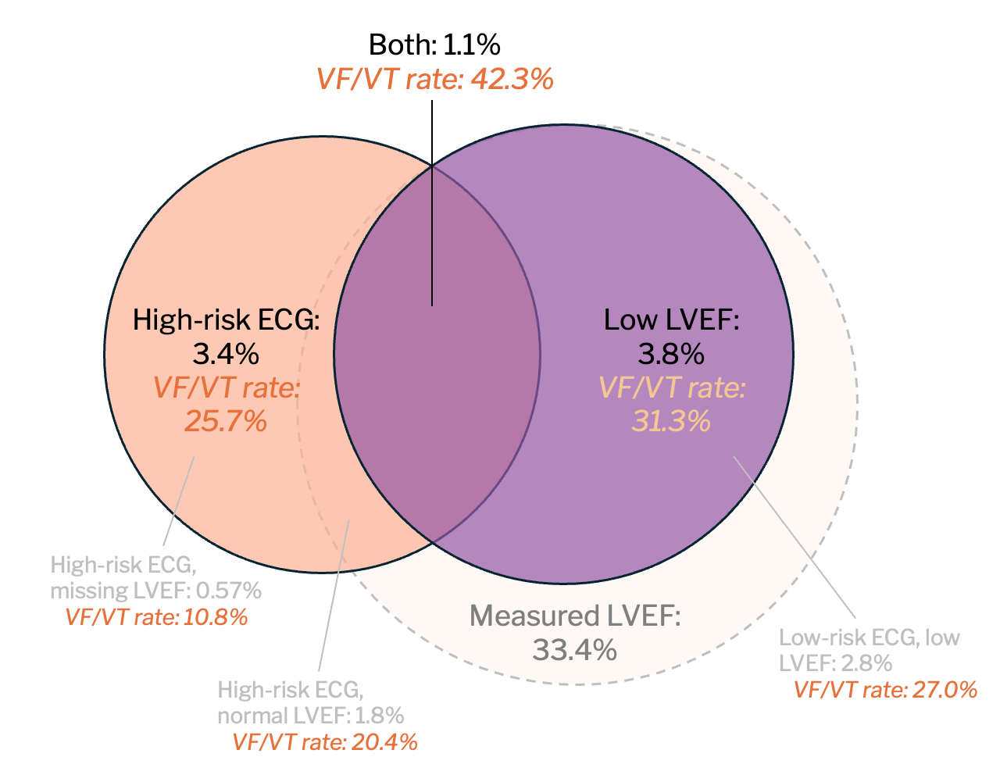 Both: 1.1%
VF/VT rate: 42.3%
High-risk ECG:
3.4%
VF/VT rate:
25.7%
Low LVEF:
3.8%
VF/VT rate:
31.3%
High-risk ECG,
missing LVEF: 0.57%
VF/VT rate: 10.8%
Measured LVEF:
33.4%
Low-risk ECG, low
LVEF: 2.8%
VF/VT rate: 27.0%
High-risk ECG,
normal LVEF: 1.8%
VF/VT rate: 20.4%